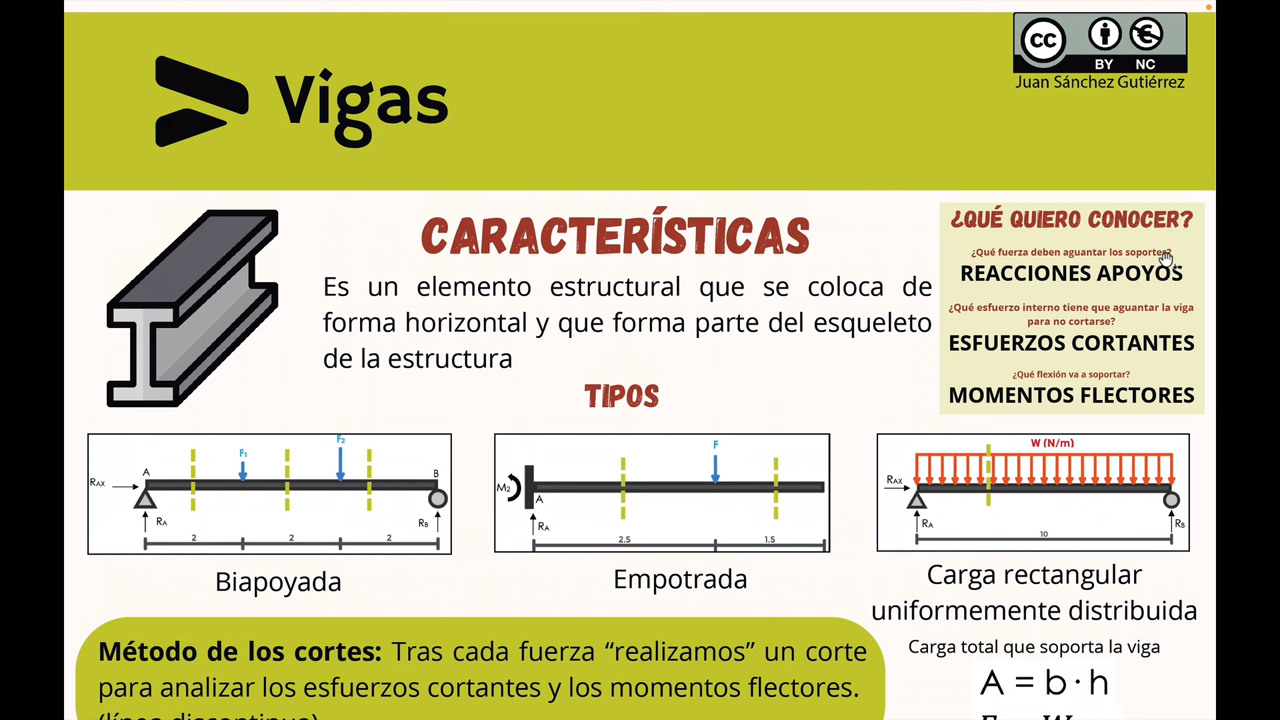 Vigas
CC
BY NC
Juan Sánchez Gutiérrez
CARACTERÍSTICAS
Es un elemento estructural que se coloca de
forma horizontal y que forma parte del esqueleto
de la estructura
¿QUÉ QUIERO CONOCER?
¿Qué fuerza deben aguantar los soportes?
REACCIONES APOYOS
¿Qué esfuerzo interno tiene que aguantar la viga
para no cortarse?
ESFUERZOS CORTANTES
¿Qué flexión va a soportar?
MOMENTOS FLECTORES
TIPOS
F2
F1
A
B
RAX
RA
RB
2 2 2
Biapoyada
F
M2
A
RA
2.5 1.5
Empotrada
W (N/m)
RAX
RA
RB
10
Carga rectangular
uniformemente distribuida
Carga total que soporta la viga
A = b · h
Método de los cortes: Tras cada fuerza “realizamos” un corte
para analizar los esfuerzos cortantes y los momentos flectores.
(línea discontinua)